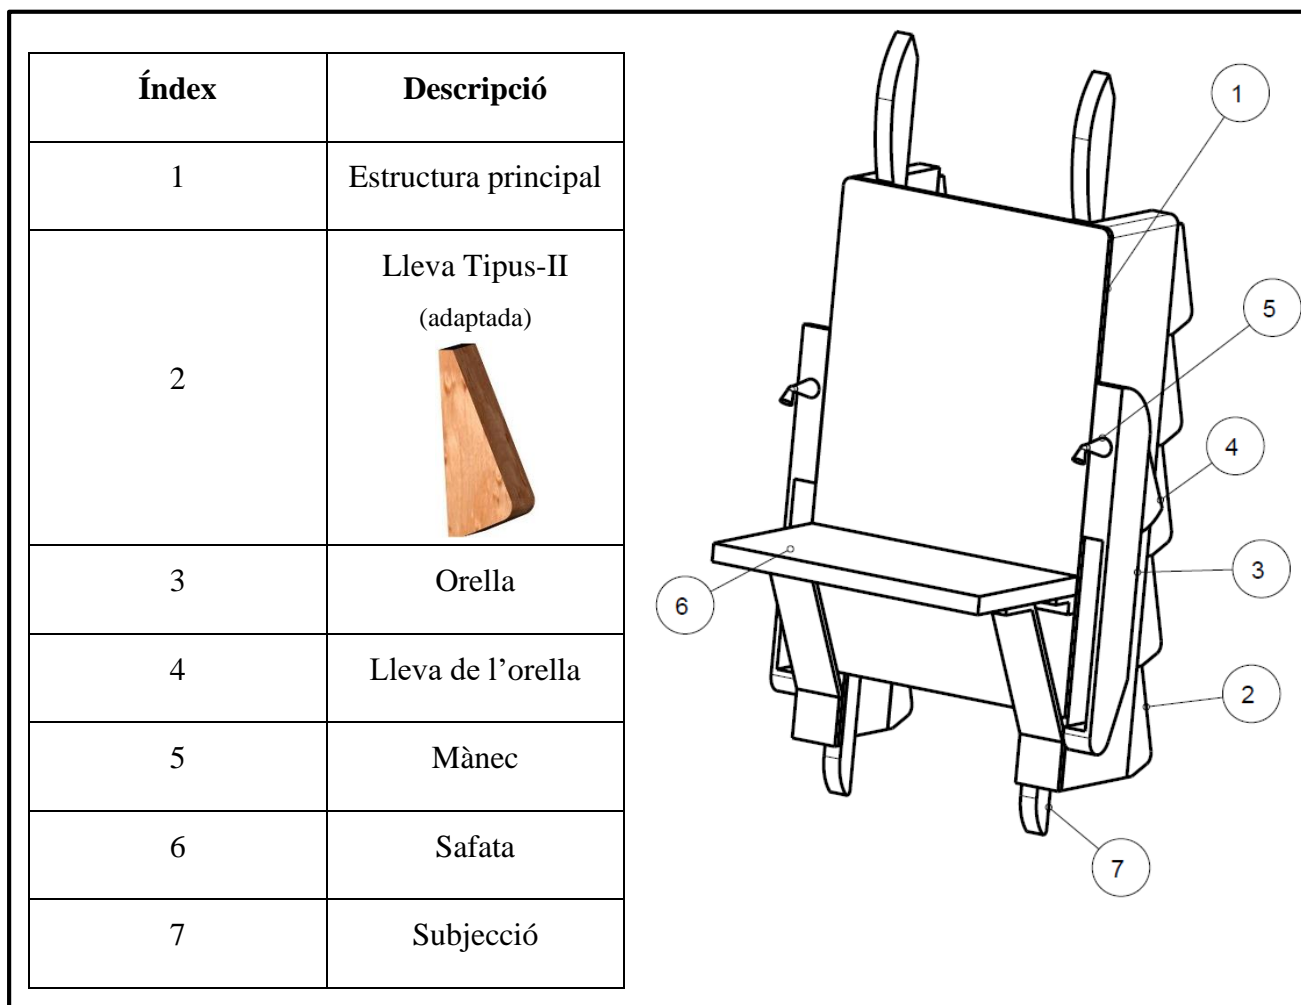 Índex Descripció
1 Estructura principal
2 Lleva Tipus-II
(adaptada)
3 Orella
4 Lleva de l’orella
5 Mànec
6 Safata
7 Subjecció
1
5
4
3
6
2
7